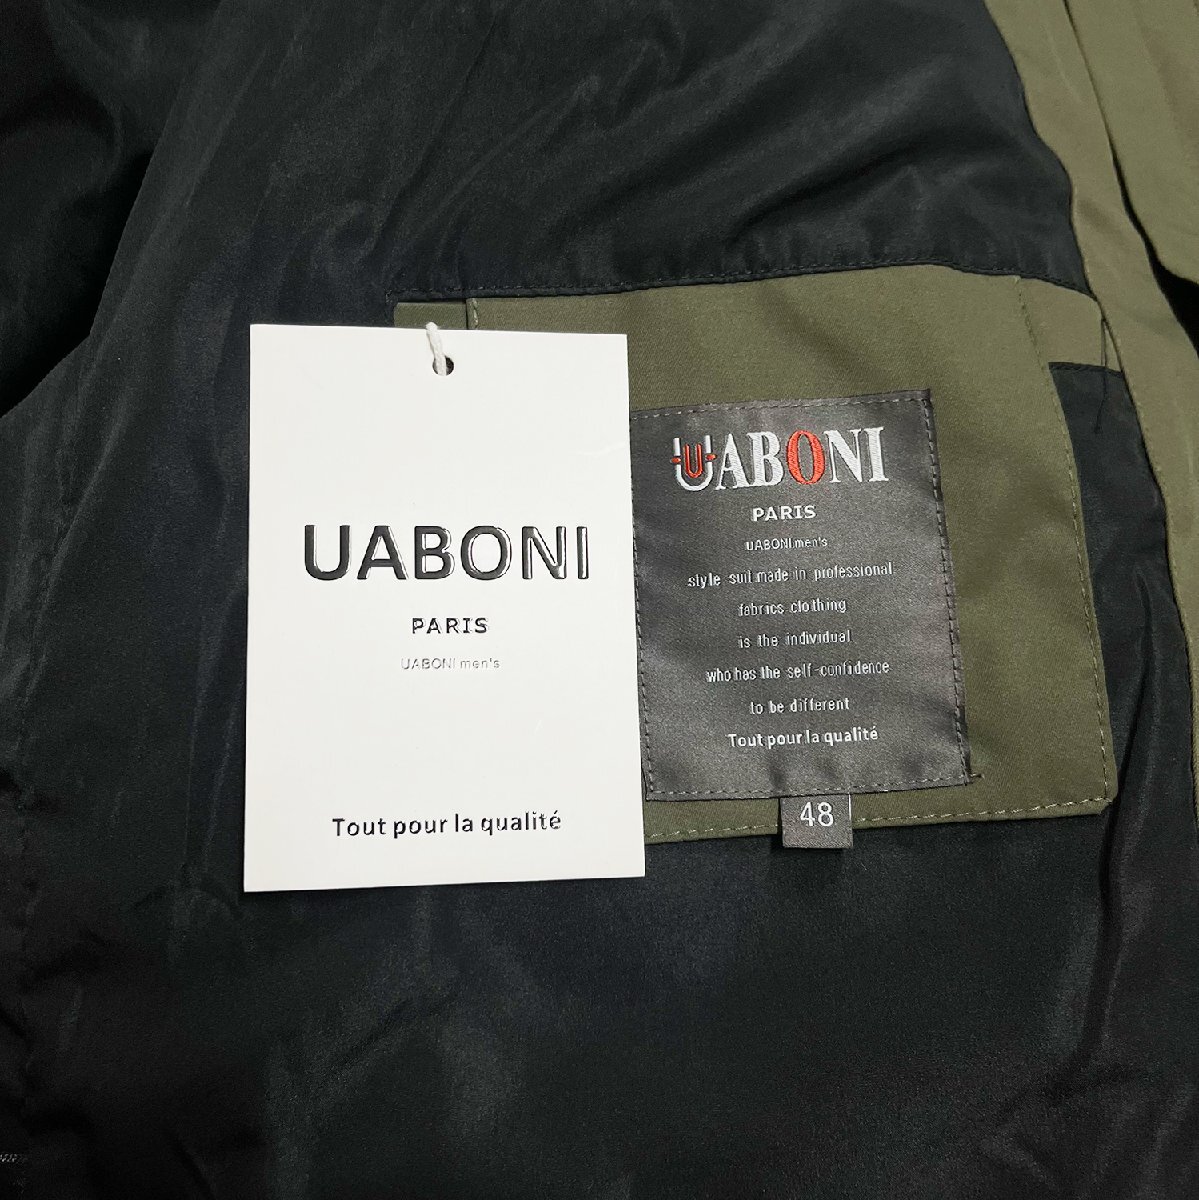 UABONI
PARIS
UABONI men's
Tout pour la qualité
UABONI
PARIS
UABONI men's
style suit made in professional
fabrics clothing
is the individual
who has the self-confidence
to be different
Tout pour la qualité
48